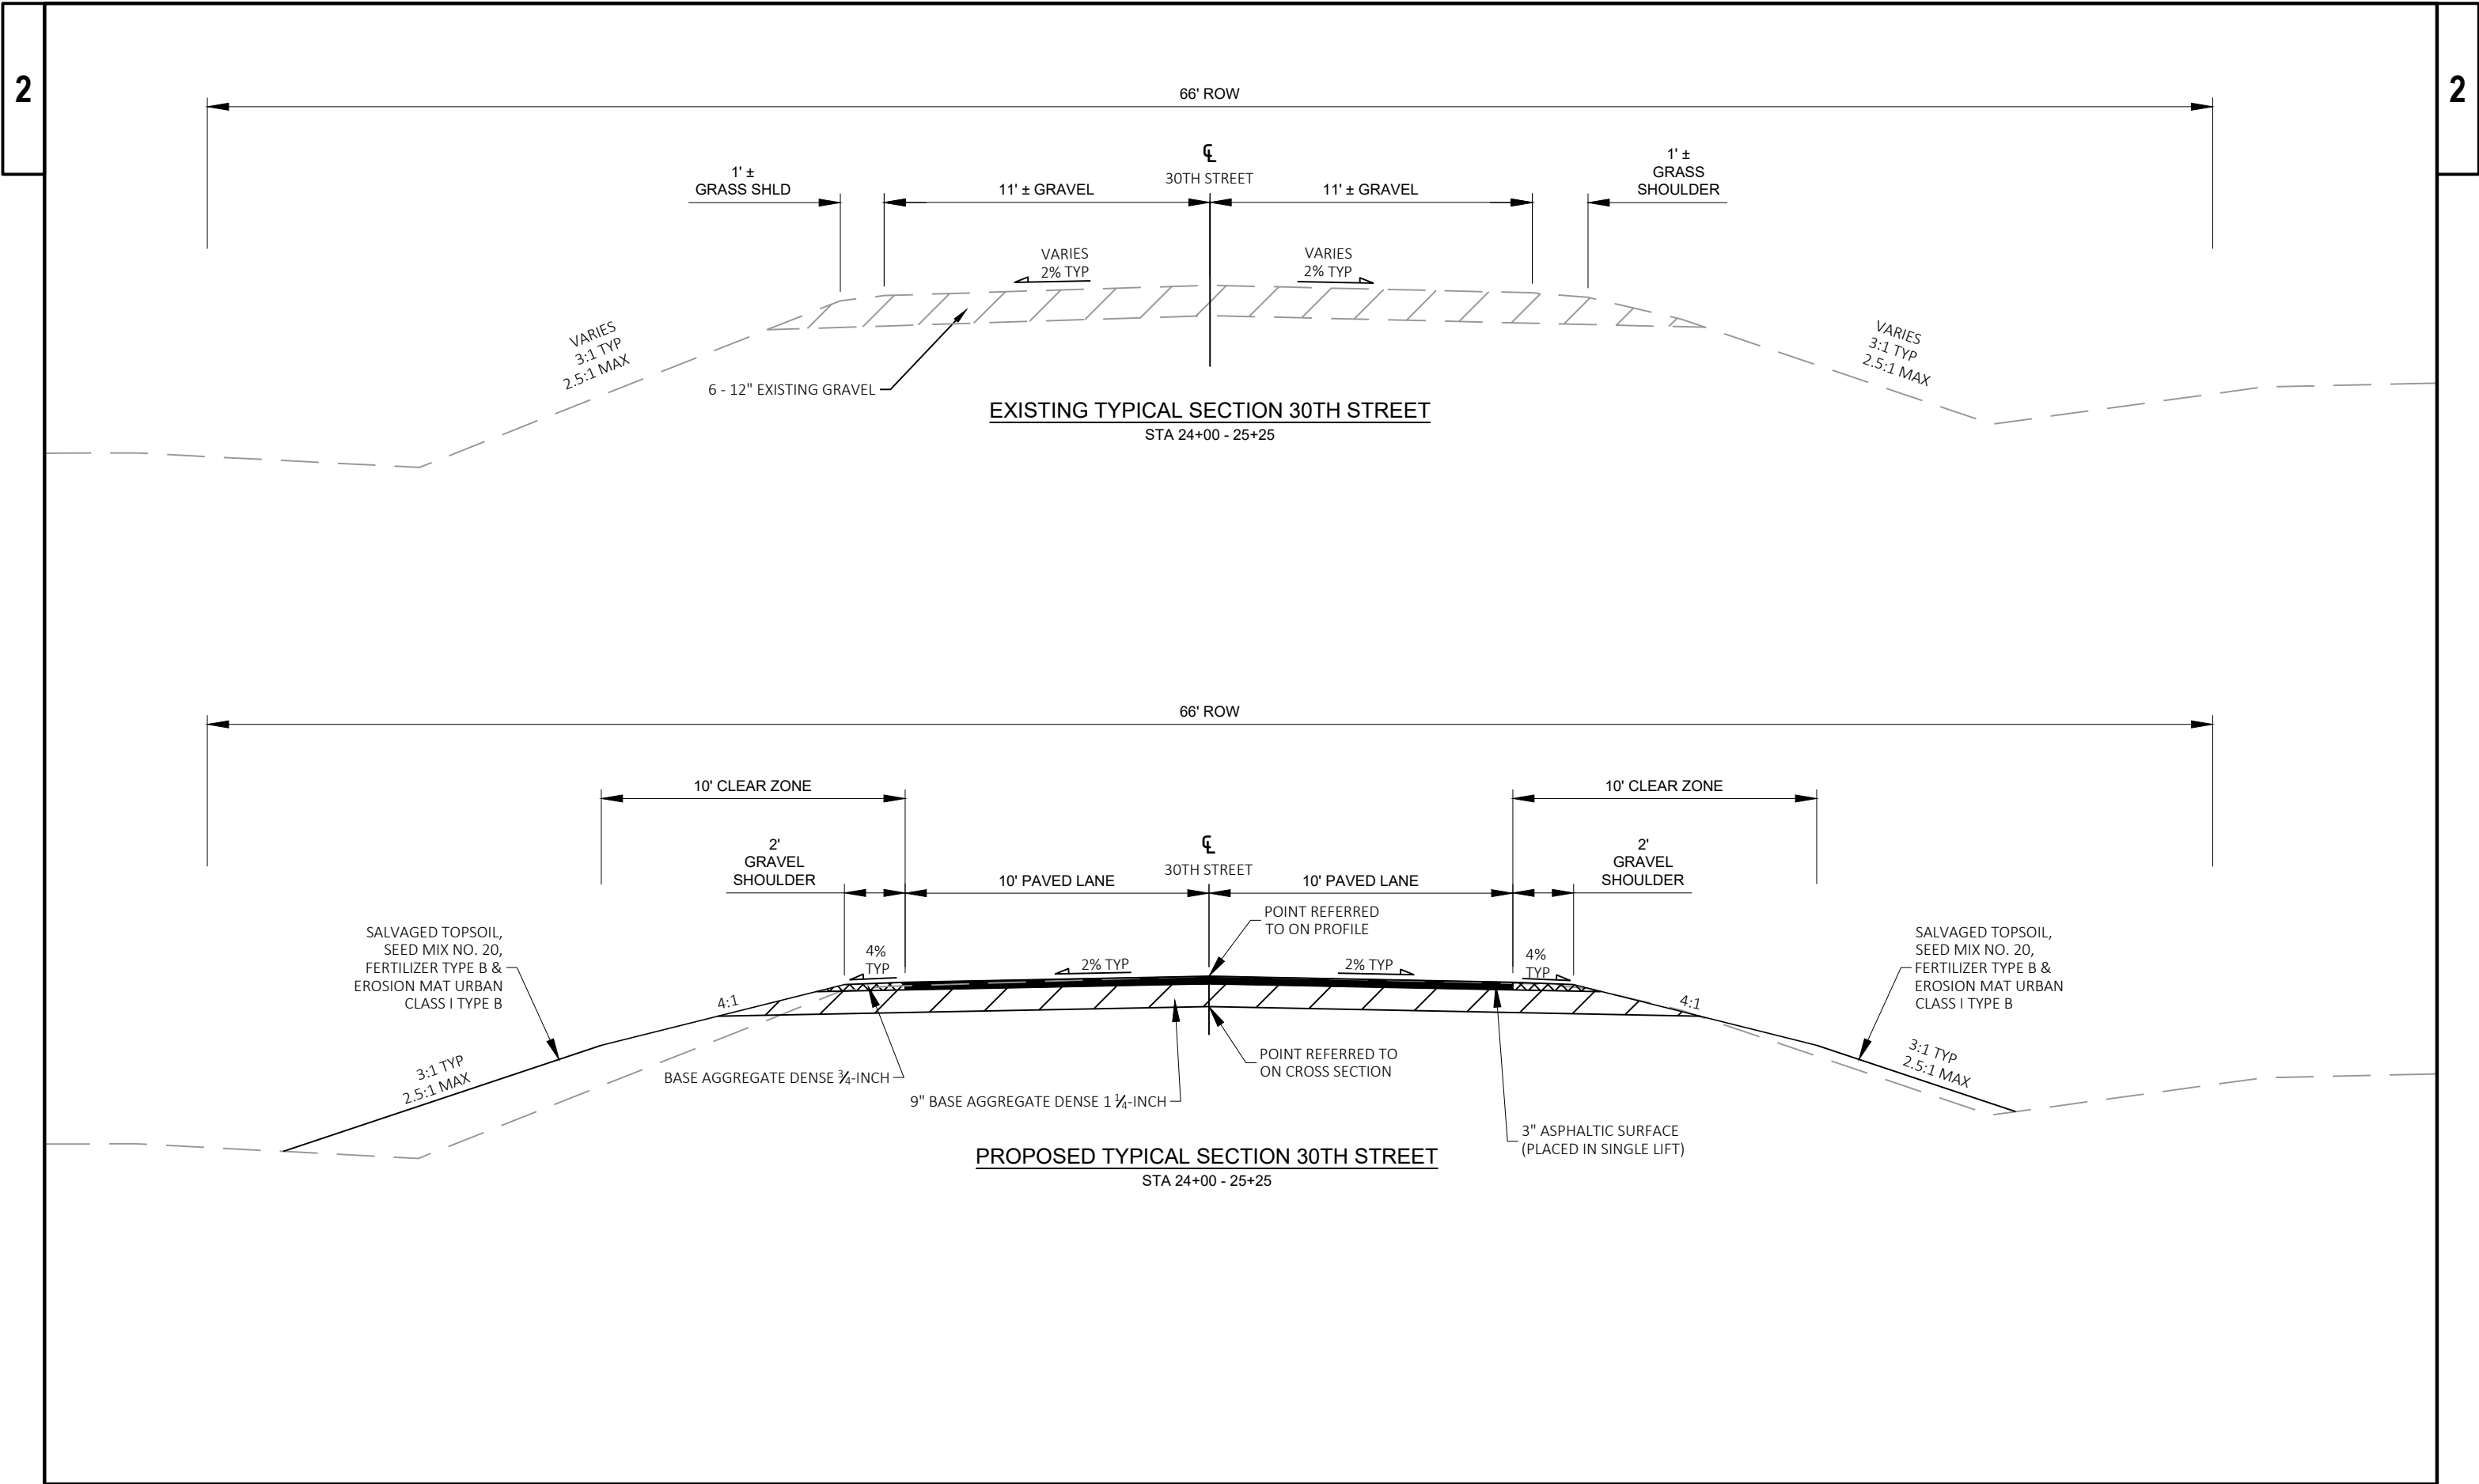 2
2
66' ROW
℄
30TH STREET
1' ±
GRASS SHLD
11' ± GRAVEL
11' ± GRAVEL
1' ±
GRASS
SHOULDER
VARIES
2% TYP
VARIES
2% TYP
VARIES
3:1 TYP
2.5:1 MAX
VARIES
3:1 TYP
2.5:1 MAX
6 - 12" EXISTING GRAVEL
EXISTING TYPICAL SECTION 30TH STREET
STA 24+00 - 25+25
66' ROW
10' CLEAR ZONE
10' CLEAR ZONE
2'
GRAVEL
SHOULDER
℄
30TH STREET
10' PAVED LANE
10' PAVED LANE
2'
GRAVEL
SHOULDER
POINT REFERRED
TO ON PROFILE
SALVAGED TOPSOIL,
SEED MIX NO. 20,
FERTILIZER TYPE B &
EROSION MAT URBAN
CLASS I TYPE B
4%
TYP
2% TYP
2% TYP
4%
TYP
SALVAGED TOPSOIL,
SEED MIX NO. 20,
FERTILIZER TYPE B &
EROSION MAT URBAN
CLASS I TYPE B
4:1
4:1
3:1 TYP
2.5:1 MAX
3:1 TYP
2.5:1 MAX
BASE AGGREGATE DENSE ¾-INCH
POINT REFERRED TO
ON CROSS SECTION
9" BASE AGGREGATE DENSE 1 ¼-INCH
3" ASPHALTIC SURFACE
(PLACED IN SINGLE LIFT)
PROPOSED TYPICAL SECTION 30TH STREET
STA 24+00 - 25+25